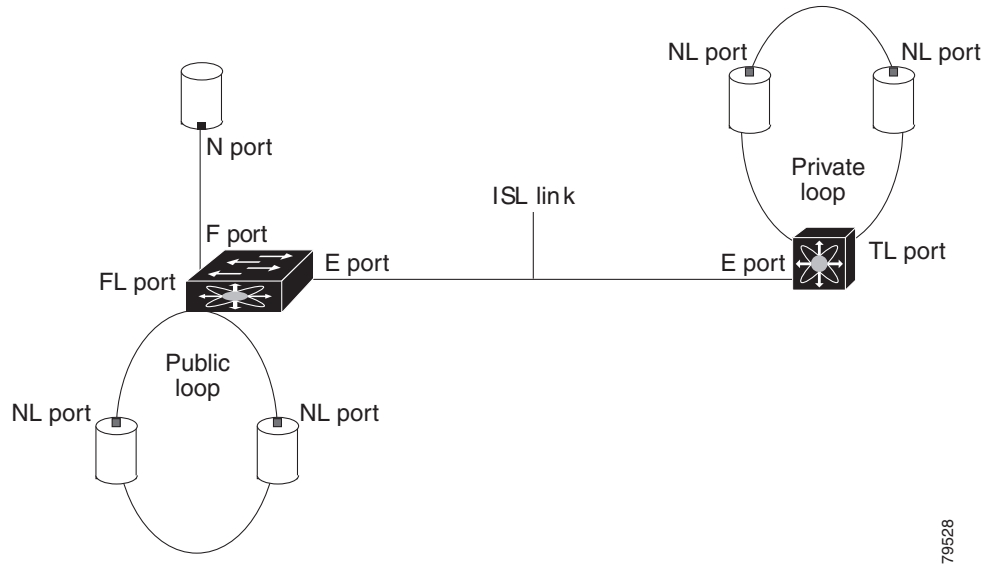 NL port
NL port
N port
Private
loop
ISL link
F port
E port
E port
TL port
FL port
Public
loop
NL port
NL port
79528